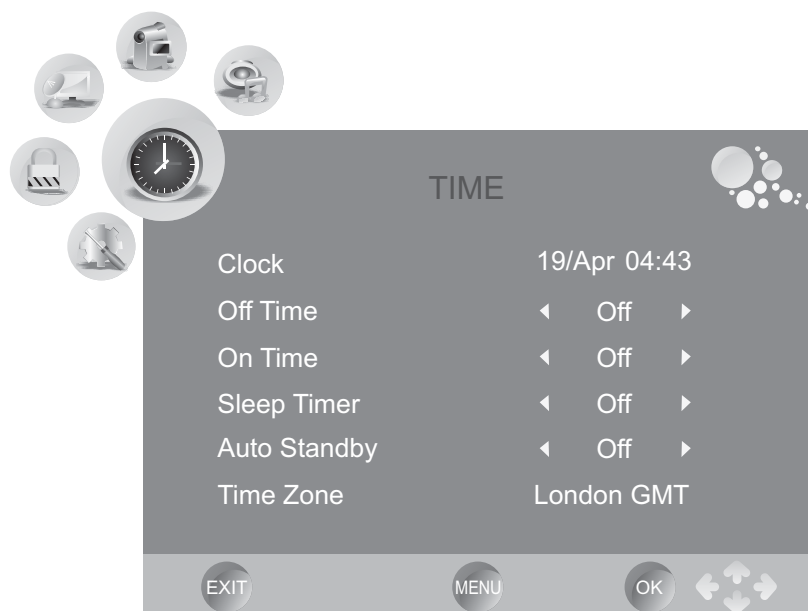 TIME
Clock 19/Apr 04:43
Off Time Off
On Time Off
Sleep Timer Off
Auto Standby Off
Time Zone London GMT
EXIT MENU OK